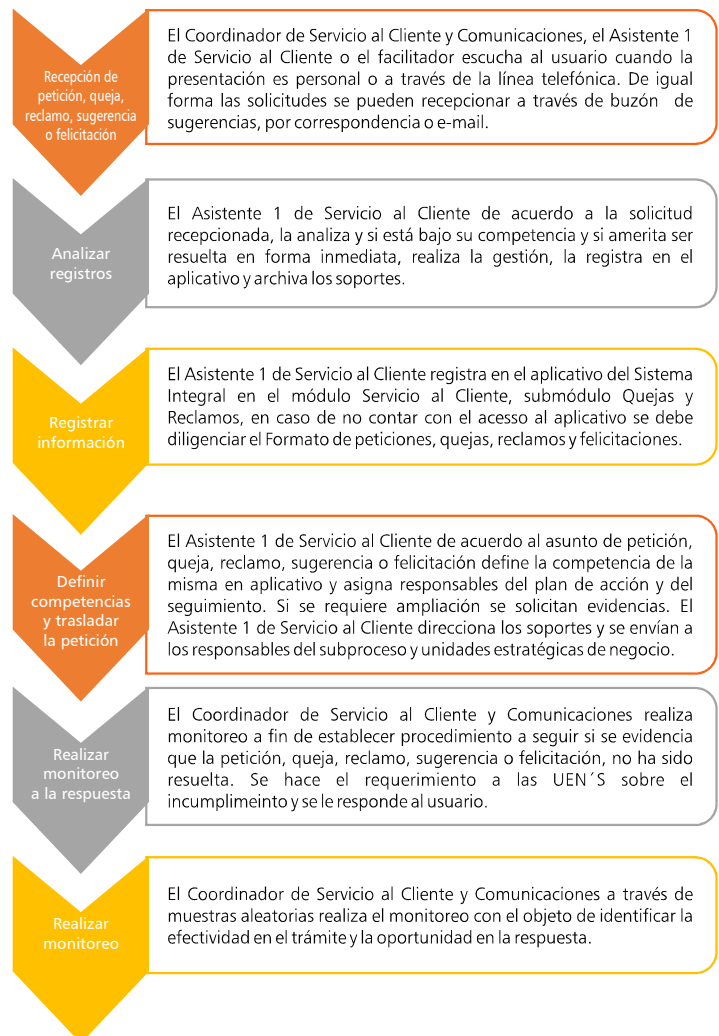 Recepción de
petición, queja,
reclamo, sugerencia
o felicitación
El Coordinador de Servicio al Cliente y Comunicaciones, el Asistente 1
de Servicio al Cliente o el facilitador escucha al usuario cuando la
presentación es personal o a través de la línea telefónica. De igual
forma las solicitudes se pueden recepcionar a través de buzón de
sugerencias, por correspondencia o e-mail.
Analizar
registros
El Asistente 1 de Servicio al Cliente de acuerdo a la solicitud
recepcionada, la analiza y si está bajo su competencia y si amerita ser
resuelta en forma inmediata, realiza la gestión, la registra en el
aplicativo y archiva los soportes.
Registrar
información
El Asistente 1 de Servicio al Cliente registra en el aplicativo del Sistema
Integral en el módulo Servicio al Cliente, submódulo Quejas y
Reclamos, en caso de no contar con el acesso al aplicativo se debe
diligenciar el Formato de peticiones, quejas, reclamos y felicitaciones.
Definir
competencias
y trasladar
la petición
El Asistente 1 de Servicio al Cliente de acuerdo al asunto de petición,
queja, reclamo, sugerencia o felicitación define la competencia de la
misma en aplicativo y asigna responsables del plan de acción y del
seguimiento. Si se requiere ampliación se solicitan evidencias. El
Asistente 1 de Servicio al Cliente direcciona los soportes y se envían a
los responsables del subproceso y unidades estratégicas de negocio.
Realizar
monitoreo
a la respuesta
El Coordinador de Servicio al Cliente y Comunicaciones realiza
monitoreo a fin de establecer procedimiento a seguir si se evidencia
que la petición, queja, reclamo, sugerencia o felicitación, no ha sido
resuelta. Se hace el requerimiento a las UEN´S sobre el
incumplimeinto y se le responde al usuario.
Realizar
monitoreo
El Coordinador de Servicio al Cliente y Comunicaciones a través de
muestras aleatorias realiza el monitoreo con el objeto de identificar la
efectividad en el trámite y la oportunidad en la respuesta.